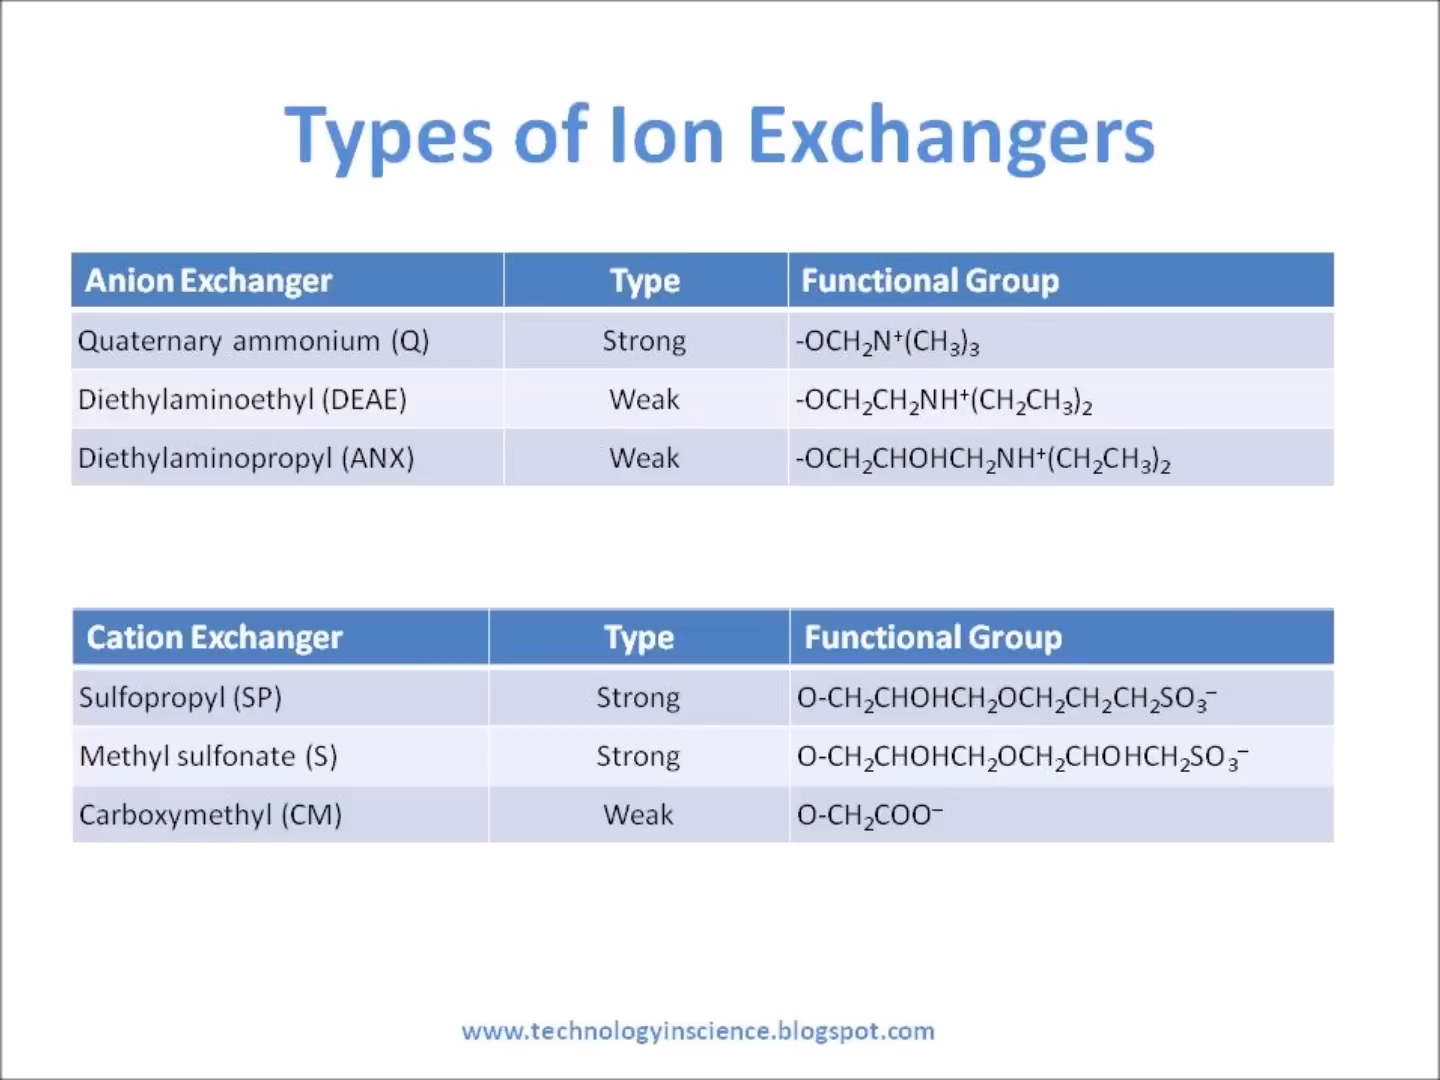 Types of Ion Exchangers
Anion Exchanger Type Functional Group
Quaternary ammonium (Q) Strong -OCH₂N⁺(CH₃)₃
Diethylaminoethyl (DEAE) Weak -OCH₂CH₂NH⁺(CH₂CH₃)₂
Diethylaminopropyl (ANX) Weak -OCH₂CHOHCH₂NH⁺(CH₂CH₃)₂
Cation Exchanger Type Functional Group
Sulfopropyl (SP) Strong O-CH₂CHOHCH₂OCH₂CH₂CH₂SO₃⁻
Methyl sulfonate (S) Strong O-CH₂CHOHCH₂OCH₂CHOHCH₂SO₃⁻
Carboxymethyl (CM) Weak O-CH₂COO⁻
www.technologyinscience.blogspot.com